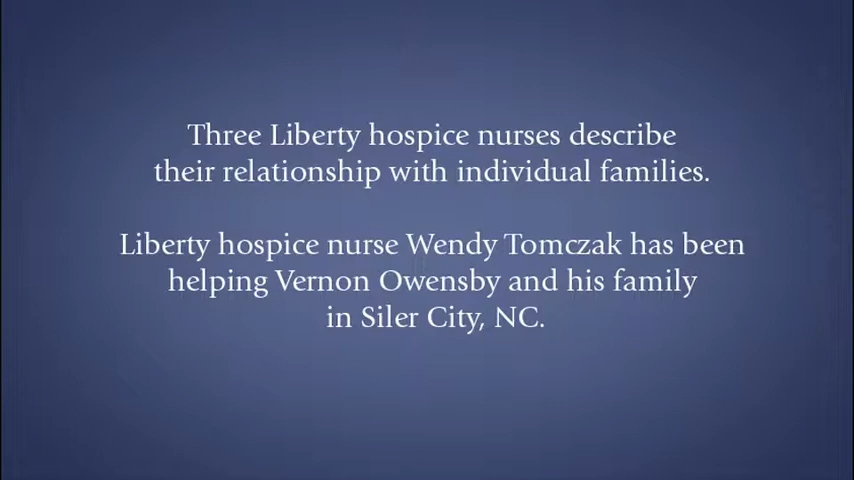 Three Liberty hospice nurses describe
their relationship with individual families.
Liberty hospice nurse Wendy Tomczak has been
helping Vernon Owensby and his family
in Siler City, NC.